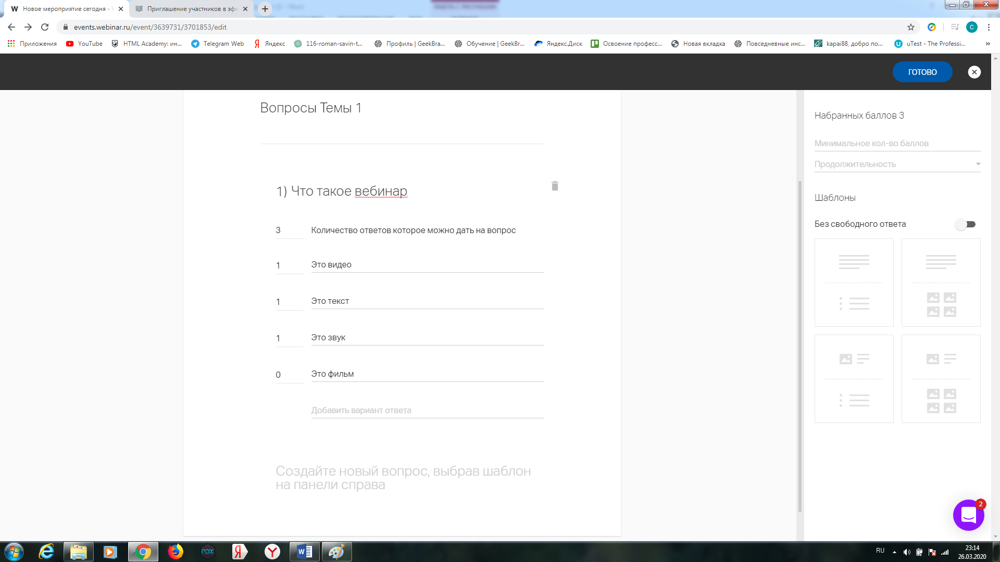 Новое мероприятие сегодня -
Приглашение участников в эфи
events.webinar.ru/event/3639731/3701853/edit
C
Приложения
YouTube
HTML Academy: ин...
Telegram Web
Яндекс
116-roman-savin-t...
Профиль | GeekBra...
Обучение | GeekBr...
Яндекс.Диск
Освоение професс...
Новая вкладка
Повседневные инс...
kapai88, добро по...
uTest - The Professi...
»
ГОТОВО
Вопросы Темы 1
1) Что такое вебинар
3 Количество ответов которое можно дать на вопрос
1 Это видео
1 Это текст
1 Это звук
0 Это фильм
Добавить вариант ответа
Создайте новый вопрос, выбрав шаблон
на панели справа
Набранных баллов 3
Минимальное кол-во баллов
Продолжительность
Шаблоны
Без свободного ответа
2
RU
23:14
26.03.2020